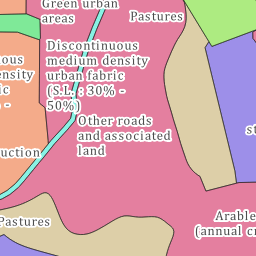 Green urban
areas
Pastures
Discontinuous
medium density
urban fabric
(S.L.: 30% -
50%)
Other roads
and associated
land
Pastures
Arable
(annual